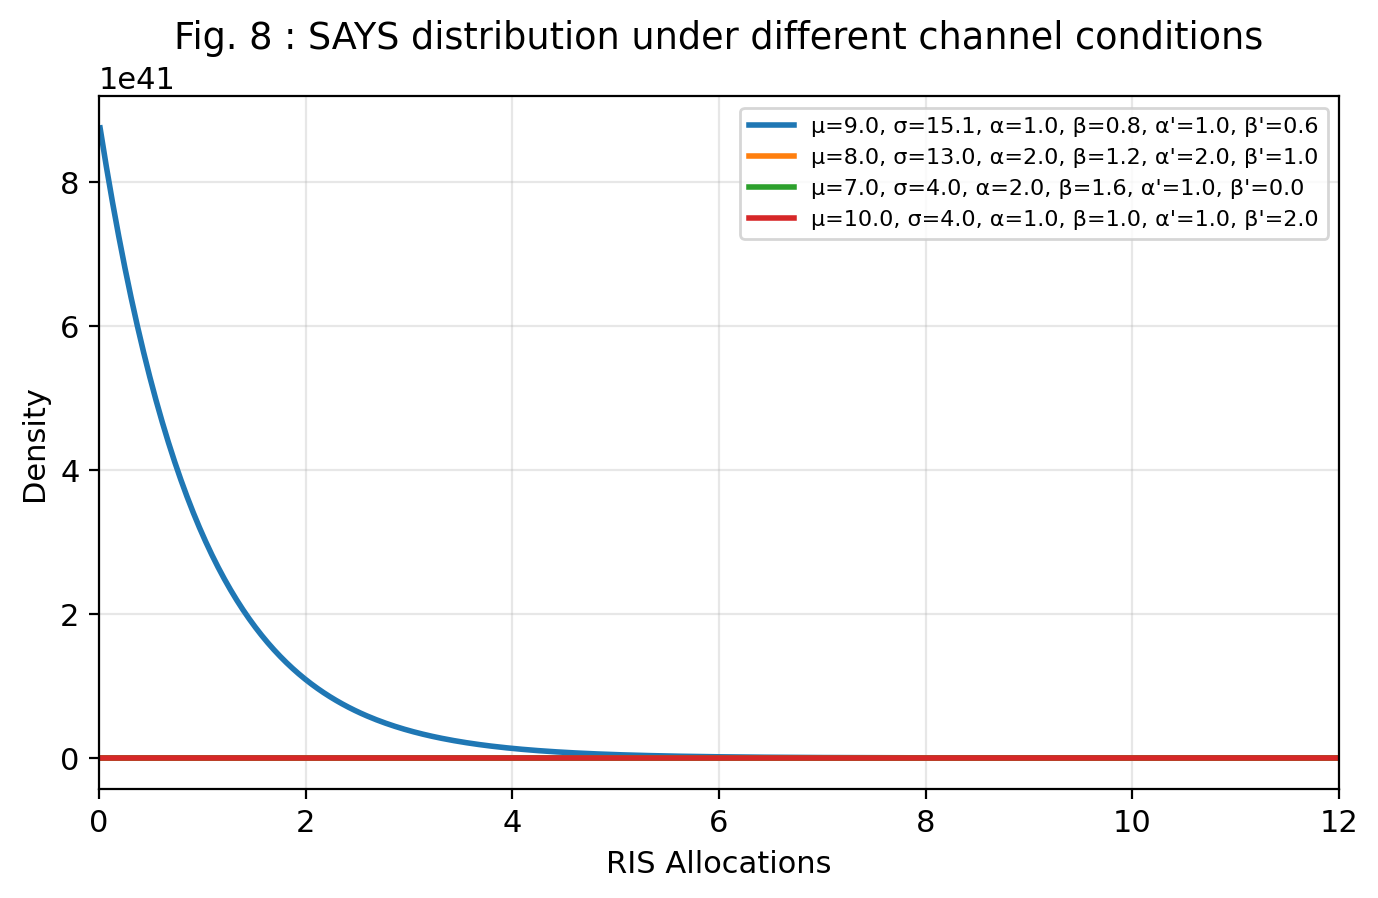 Fig. 8 : SAYS distribution under different channel conditions
1e41
μ=9.0, σ=15.1, α=1.0, β=0.8, α'=1.0, β'=0.6
μ=8.0, σ=13.0, α=2.0, β=1.2, α'=2.0, β'=1.0
μ=7.0, σ=4.0, α=2.0, β=1.6, α'=1.0, β'=0.0
μ=10.0, σ=4.0, α=1.0, β=1.0, α'=1.0, β'=2.0
8
6
4
2
0
Density
0 2 4 6 8 10 12
RIS Allocations